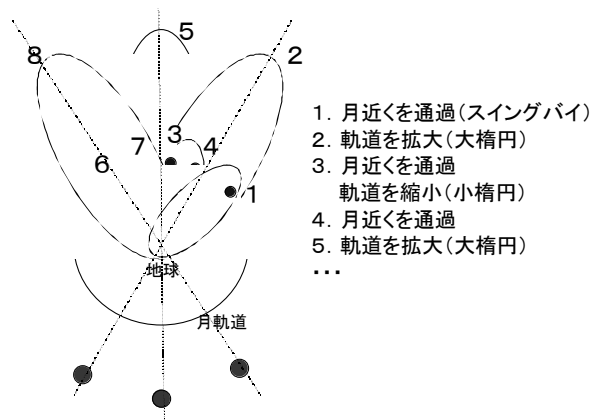 5
8
2
3
7
4
6
1
地球
月軌道
1. 月近くを通過(スイングバイ)
2. 軌道を拡大(大楕円)
3. 月近くを通過
軌道を縮小(小楕円)
4. 月近くを通過
5. 軌道を拡大(大楕円)
・・・